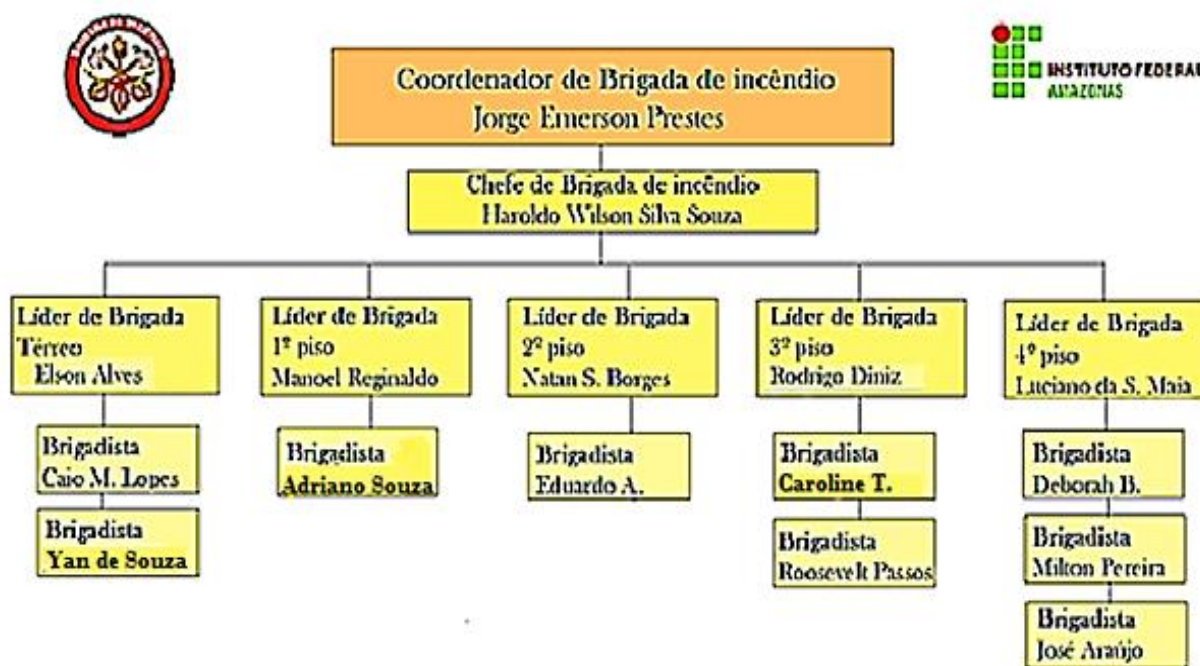 BRIGADA DE INCÊNDIO
INSTITUTO FEDERAL
AMAZONAS
Coordenador de Brigada de incêndio
Jorge Emerson Prestes
Chefe de Brigada de incêndio
Haroldo Wilson Silva Souza
Líder de Brigada
Térreo
Elson Alves
Líder de Brigada
1º piso
Manoel Reginaldo
Líder de Brigada
2º piso
Natan S. Borges
Líder de Brigada
3º piso
Rodrigo Diniz
Líder de Brigada
4º piso
Luciano da S. Maia
Brigadista
Caio M. Lopes
Brigadista
Yan de Souza
Brigadista
Adriano Souza
Brigadista
Eduardo A.
Brigadista
Caroline T.
Brigadista
Roosevelt Passos
Brigadista
Deborah B.
Brigadista
Milton Pereira
Brigadista
José Araújo